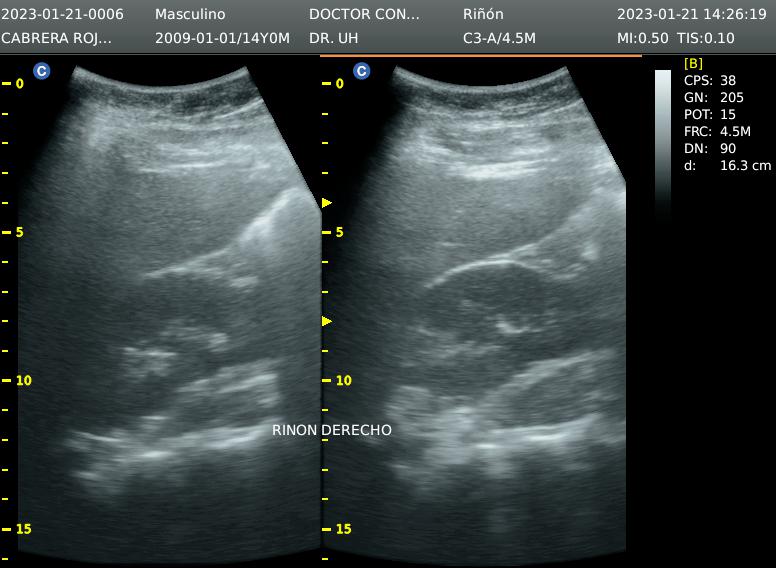 2023-01-21-0006 Masculino DOCTOR CON... Riñón 2023-01-21 14:26:19
CABRERA ROJ... 2009-01-01/14Y0M DR. UH C3-A/4.5M MI:0.50 TIS:0.10
C C
[B]
0 0
CPS: 38
GN: 205
POT: 15
FRC: 4.5M
DN: 90
d: 16.3 cm
5 5
10 10
RINON DERECHO
15 15